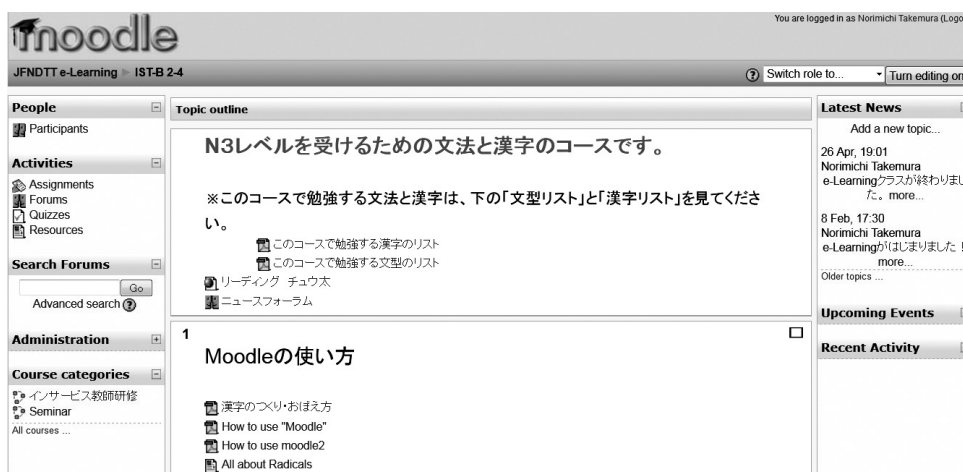 moodle
You are logged in as Norimichi Takemura (Logo
JFNDTT e-Learning ► IST-B 2-4
Switch role to...
Turn editing on
People
Participants
Activities
Assignments
Forums
Quizzes
Resources
Search Forums
Go
Advanced search
Administration
Course categories
インサービス教師研修
Seminar
All courses ...
Topic outline
N3レベルを受けるための文法と漢字のコースです。
※このコースで勉強する文法と漢字は、下の「文型リスト」と「漢字リスト」を見てくださ
い。
このコースで勉強する漢字のリスト
このコースで勉強する文型のリスト
リーディング チュウ太
ニュースフォーラム
1
Moodleの使い方
漢字のつくり・おぼえ方
How to use "Moodle"
How to use moodle2
All about Radicals
Latest News
Add a new topic...
26 Apr, 19:01
Norimichi Takemura
e-Learningクラスが終わりまし
た。 more...
8 Feb, 17:30
Norimichi Takemura
e-Learningがはじまりました！
more...
Older topics ...
Upcoming Events
Recent Activity